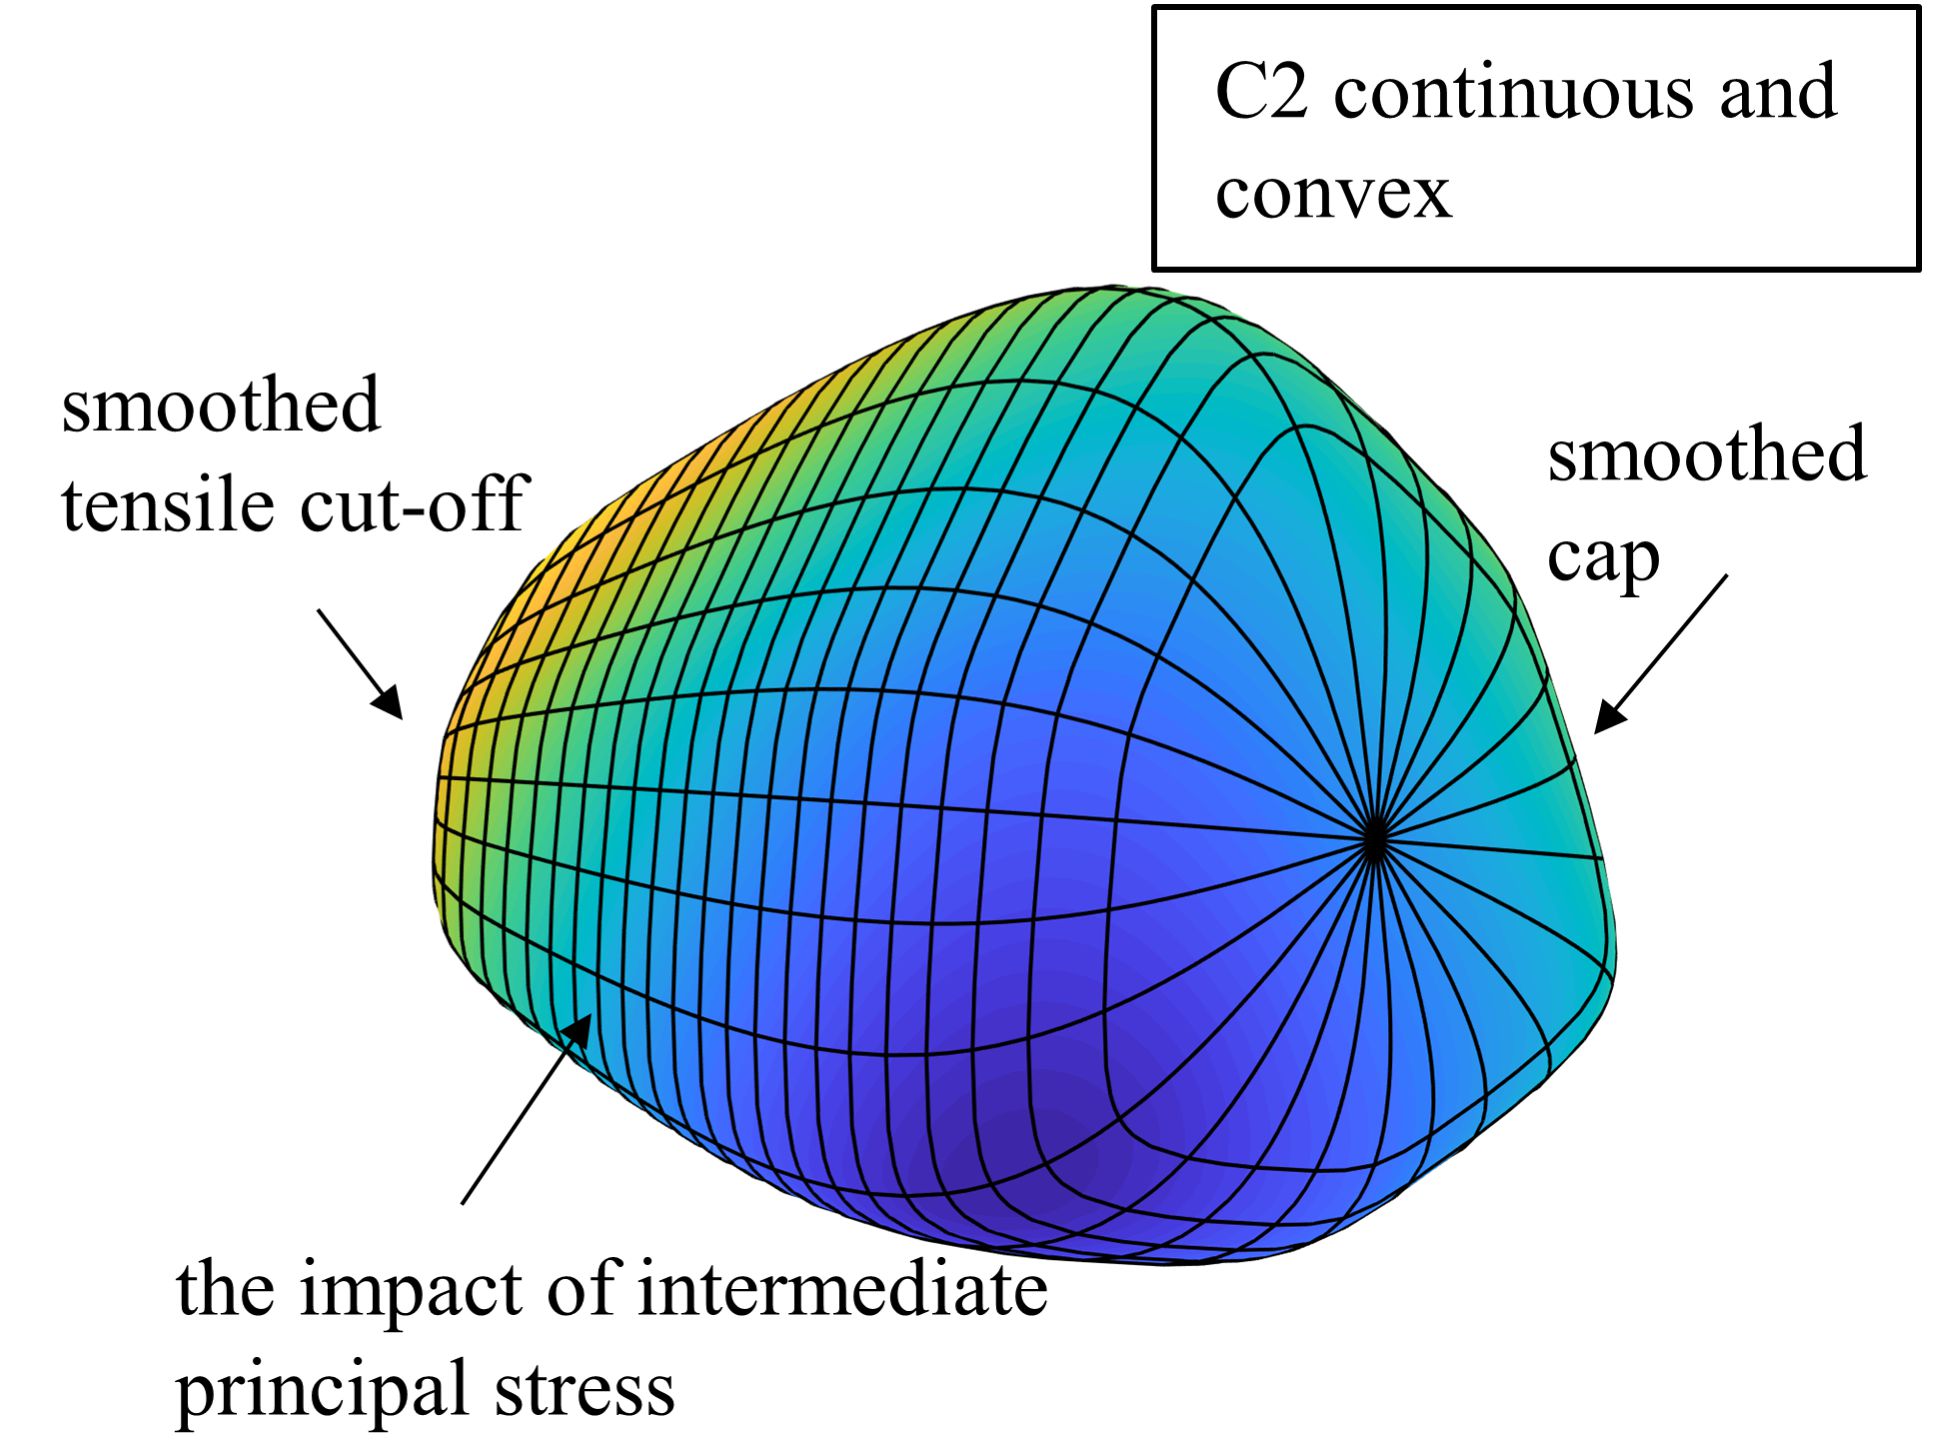 C2 continuous and
convex
smoothed
tensile cut-off
smoothed
cap
the impact of intermediate
principal stress